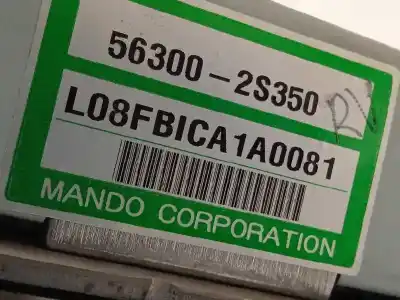 56300-2S350
L08FBICA1A0081
MANDO CORPORATION